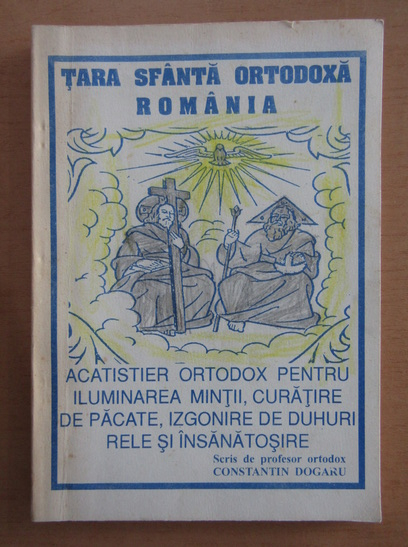 ȚARA SFÂNTĂ ORTODOXĂ
ROMÂNIA
ACATISTIER ORTODOX PENTRU
ILUMINAREA MINȚII, CURĂȚIRE
DE PĂCATE, IZGONIRE DE DUHURI
RELE ȘI ÎNSĂNĂTOȘIRE
Scris de profesor ortodox
CONSTANTIN DOGARU